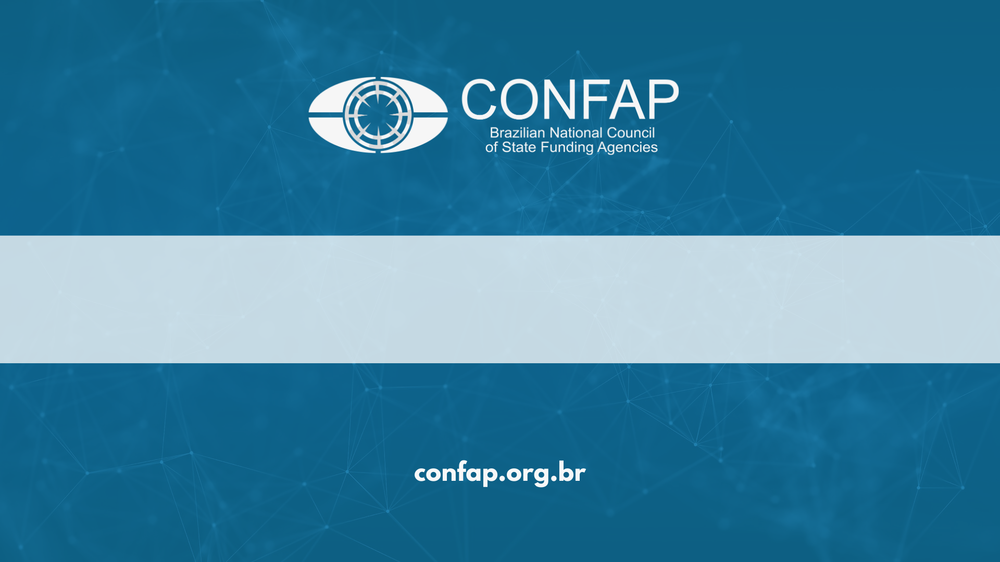 CONFAP
Brazilian National Council
of State Funding Agencies
confap.org.br